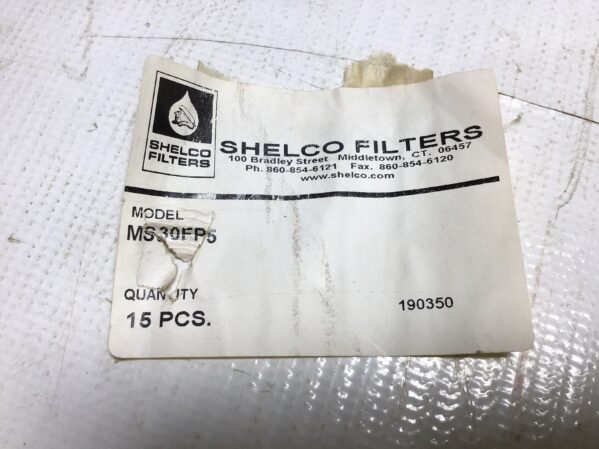 SHELCO
FILTERS
SHELCO FILTERS
100 Bradley Street Middletown, CT. 06457
Ph. 860-854-6121 Fax. 860-854-6120
www.shelco.com
MODEL
MS30FP5
QUANTITY
15 PCS.
190350